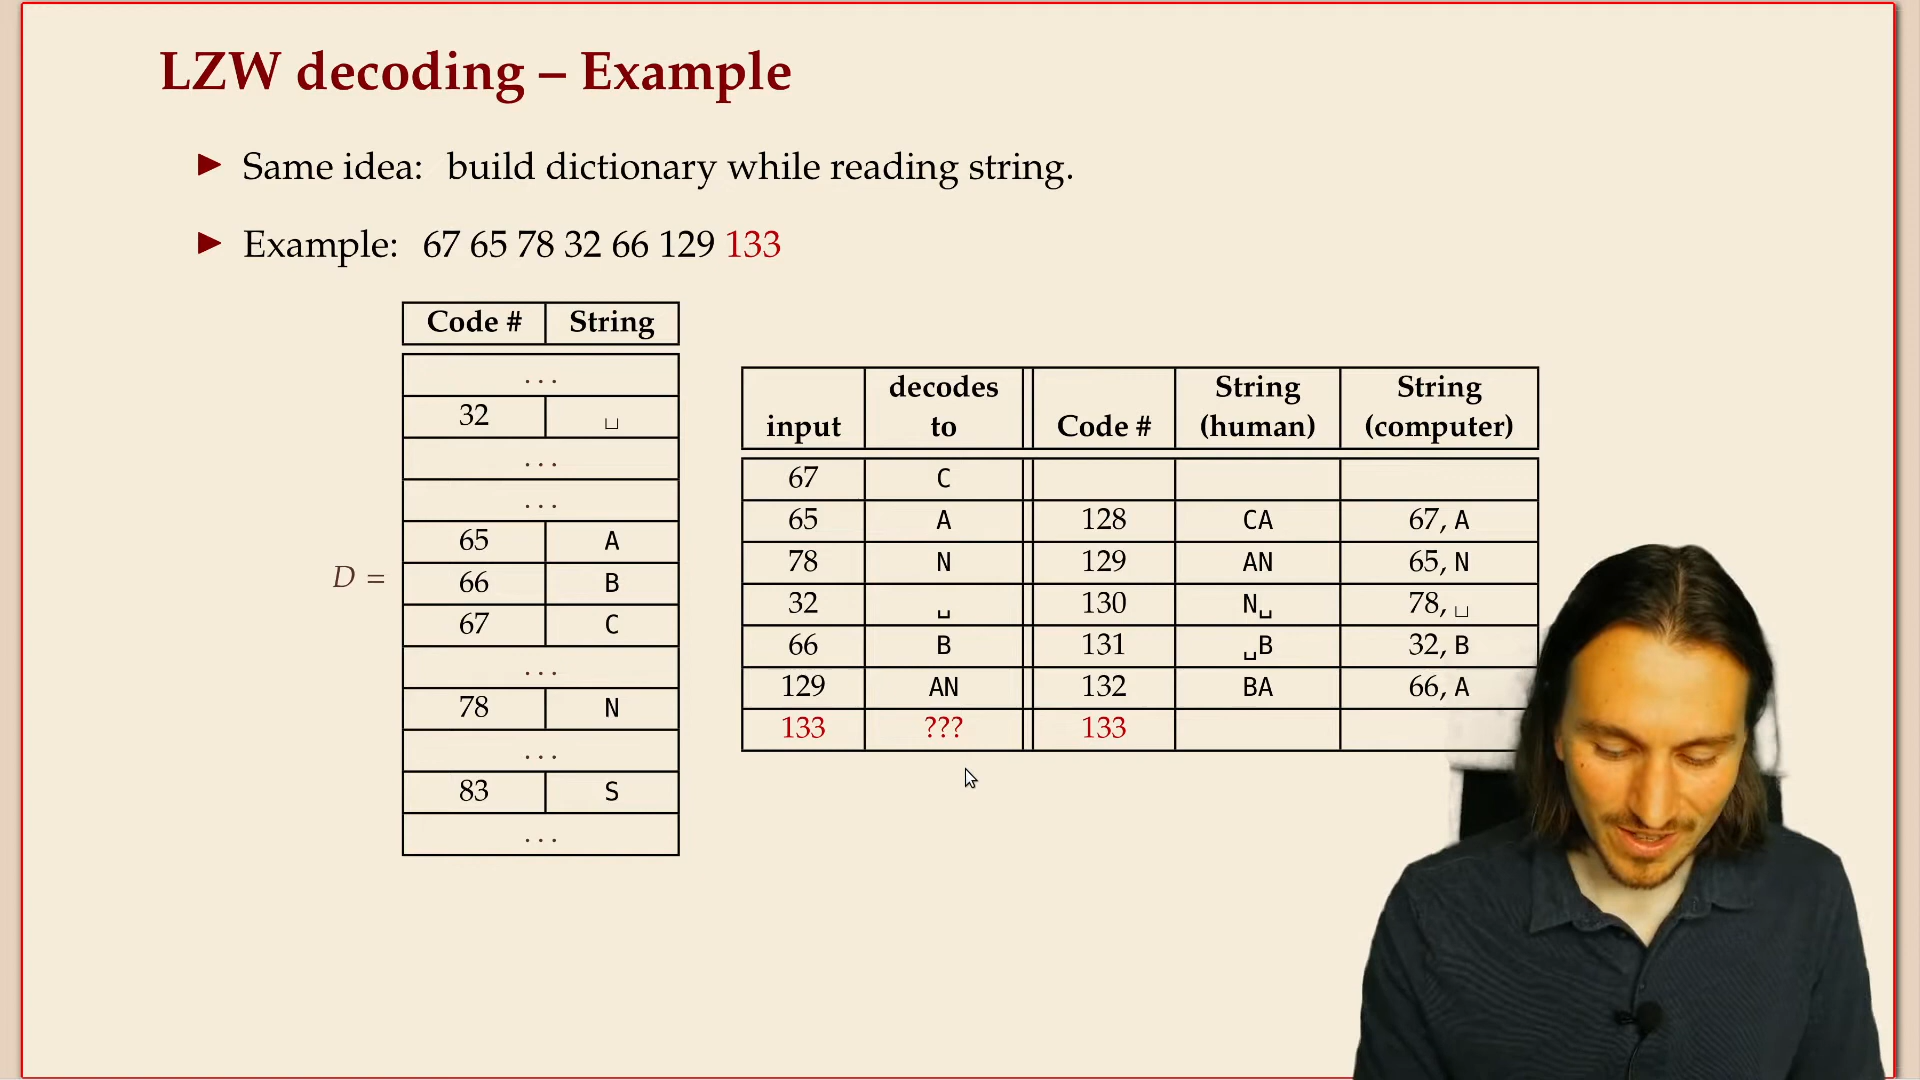 LZW decoding – Example
► Same idea: build dictionary while reading string.
► Example: 67 65 78 32 66 129 133
D =
Code # String
. . .
32 ␣
. . .
. . .
65 A
66 B
67 C
. . .
78 N
. . .
83 S
. . .
input decodes to Code # String (human) String (computer)
67 C
65 A 128 CA 67, A
78 N 129 AN 65, N
32 ␣ 130 N␣ 78, ␣
66 B 131 ␣B 32, B
129 AN 132 BA 66, A
133 ??? 133